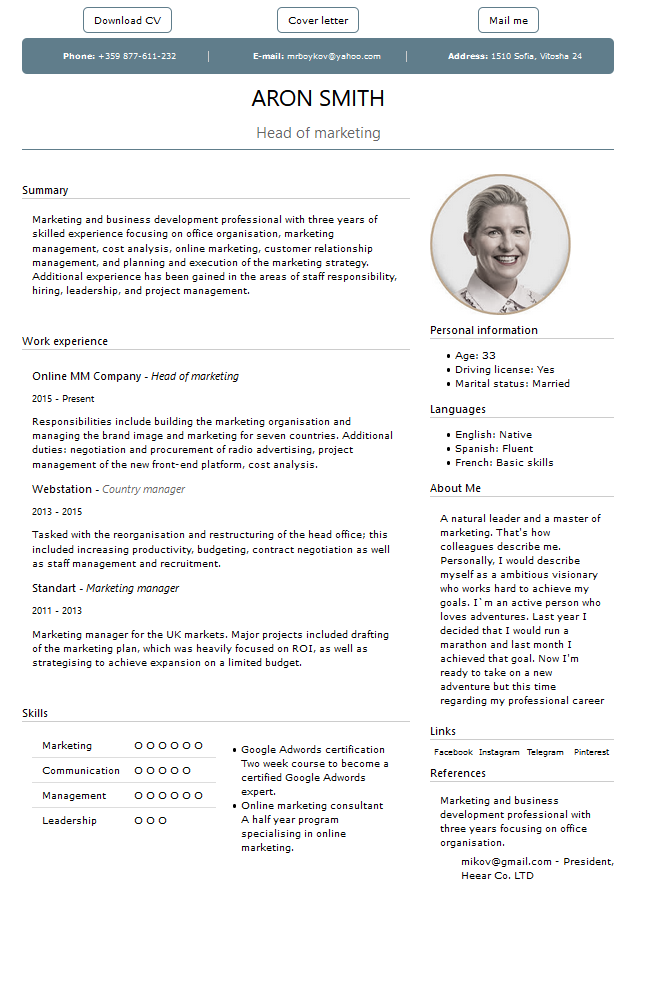 Download CV
Cover letter
Mail me
Phone: +359 877-611-232 | E-mail: mrboykov@yahoo.com | Address: 1510 Sofia, Vitosha 24
ARON SMITH
Head of marketing
Summary
Marketing and business development professional with three years of
skilled experience focusing on office organisation, marketing
management, cost analysis, online marketing, customer relationship
management, and planning and execution of the marketing strategy.
Additional experience has been gained in the areas of staff responsibility,
hiring, leadership, and project management.
Work experience
Online MM Company - Head of marketing
2015 - Present
Responsibilities include building the marketing organisation and
managing the brand image and marketing for seven countries. Additional
duties: negotiation and procurement of radio advertising, project
management of the new front-end platform, cost analysis.
Webstation - Country manager
2013 - 2015
Tasked with the reorganisation and restructuring of the head office; this
included increasing productivity, budgeting, contract negotiation as well
as staff management and recruitment.
Standart - Marketing manager
2011 - 2013
Marketing manager for the UK markets. Major projects included drafting
of the marketing plan, which was heavily focused on ROI, as well as
strategising to achieve expansion on a limited budget.
Skills
Marketing O O O O O O
Communication O O O O O
Management O O O O O O
Leadership O O O
• Google Adwords certification
Two week course to become a
certified Google Adwords
expert.
• Online marketing consultant
A half year program
specialising in online
marketing.
Personal information
• Age: 33
• Driving license: Yes
• Marital status: Married
Languages
• English: Native
• Spanish: Fluent
• French: Basic skills
About Me
A natural leader and a master of
marketing. That's how
colleagues describe me.
Personally, I would describe
myself as a ambitious visionary
who works hard to achieve my
goals. I`m an active person who
loves adventures. Last year I
decided that I would run a
marathon and last month I
achieved that goal. Now I'm
ready to take on a new
adventure but this time
regarding my professional career
Links
Facebook Instagram Telegram Pinterest
References
Marketing and business
development professional with
three years focusing on office
organisation.
mikov@gmail.com - President,
Heear Co. LTD